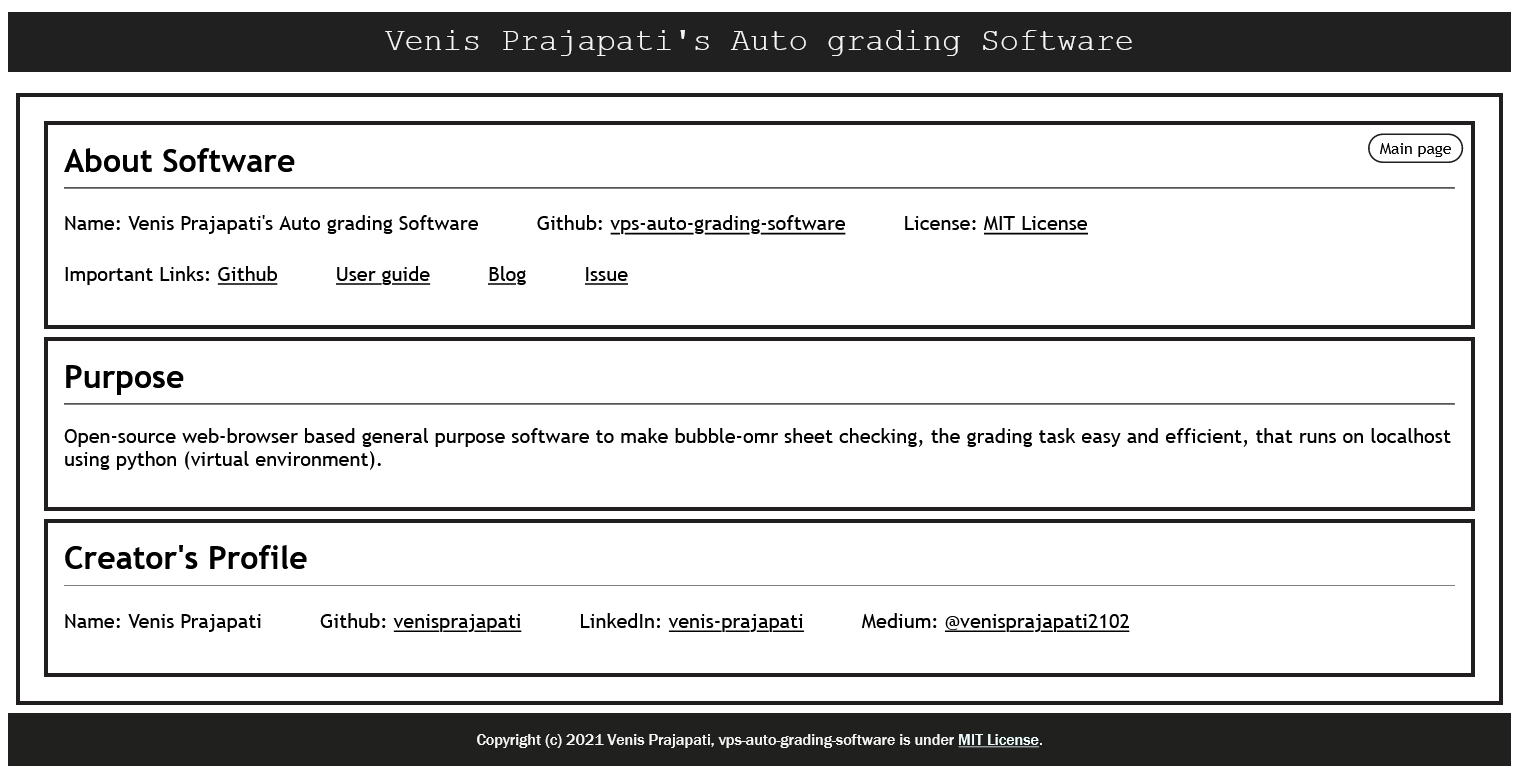 Venis Prajapati's Auto grading Software
About Software
Main page
Name: Venis Prajapati's Auto grading Software Github: vps-auto-grading-software License: MIT License
Important Links: Github User guide Blog Issue
Purpose
Open-source web-browser based general purpose software to make bubble-omr sheet checking, the grading task easy and efficient, that runs on localhost
using python (virtual environment).
Creator's Profile
Name: Venis Prajapati Github: venisprajapati LinkedIn: venis-prajapati Medium: @venisprajapati2102
Copyright (c) 2021 Venis Prajapati, vps-auto-grading-software is under MIT License.